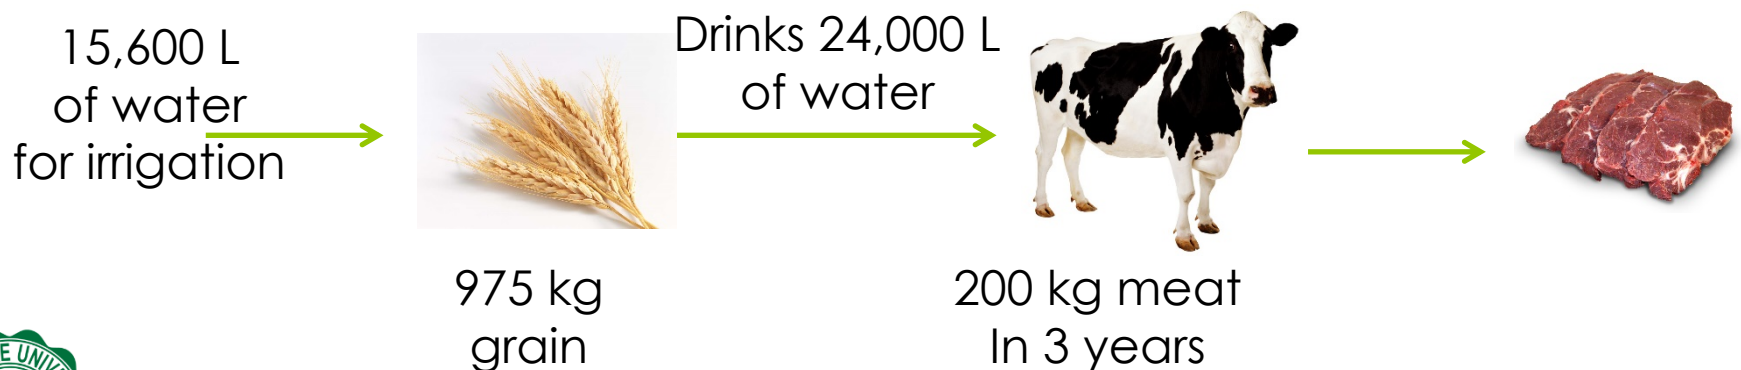 15,600 L
of water
for irrigation
Drinks 24,000 L
of water
975 kg
grain
200 kg meat
In 3 years